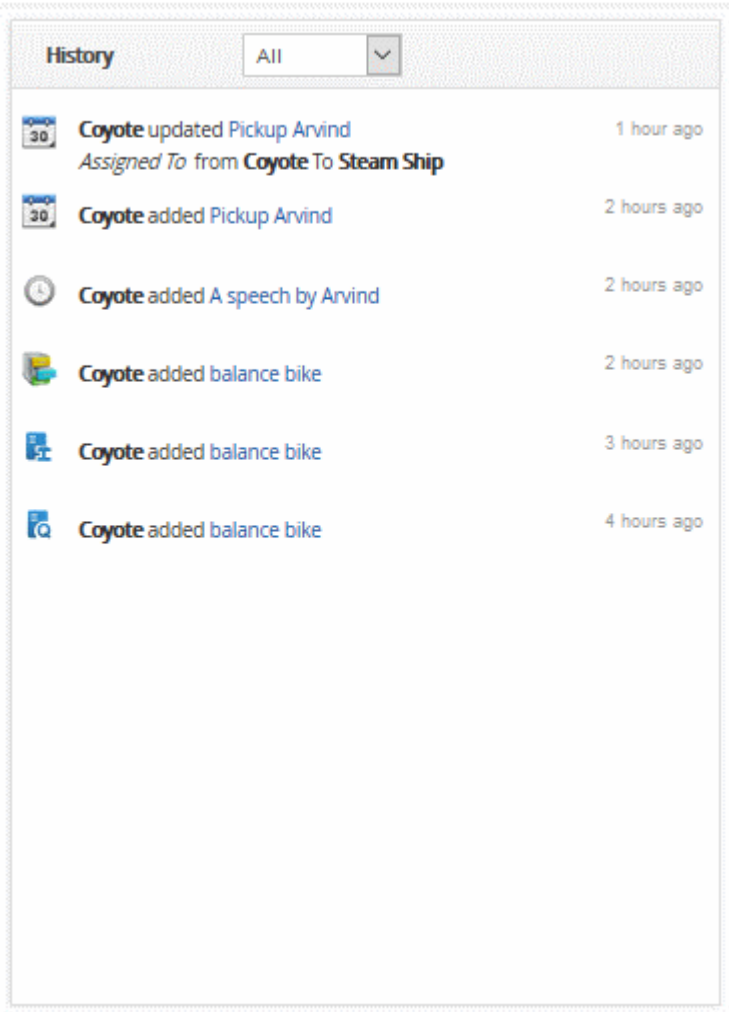 History All
Coyote updated Pickup Arvind 1 hour ago
Assigned To from Coyote To Steam Ship
30
Coyote added Pickup Arvind 2 hours ago
30
Coyote added A speech by Arvind 2 hours ago
Coyote added balance bike 2 hours ago
Coyote added balance bike 3 hours ago
Coyote added balance bike 4 hours ago